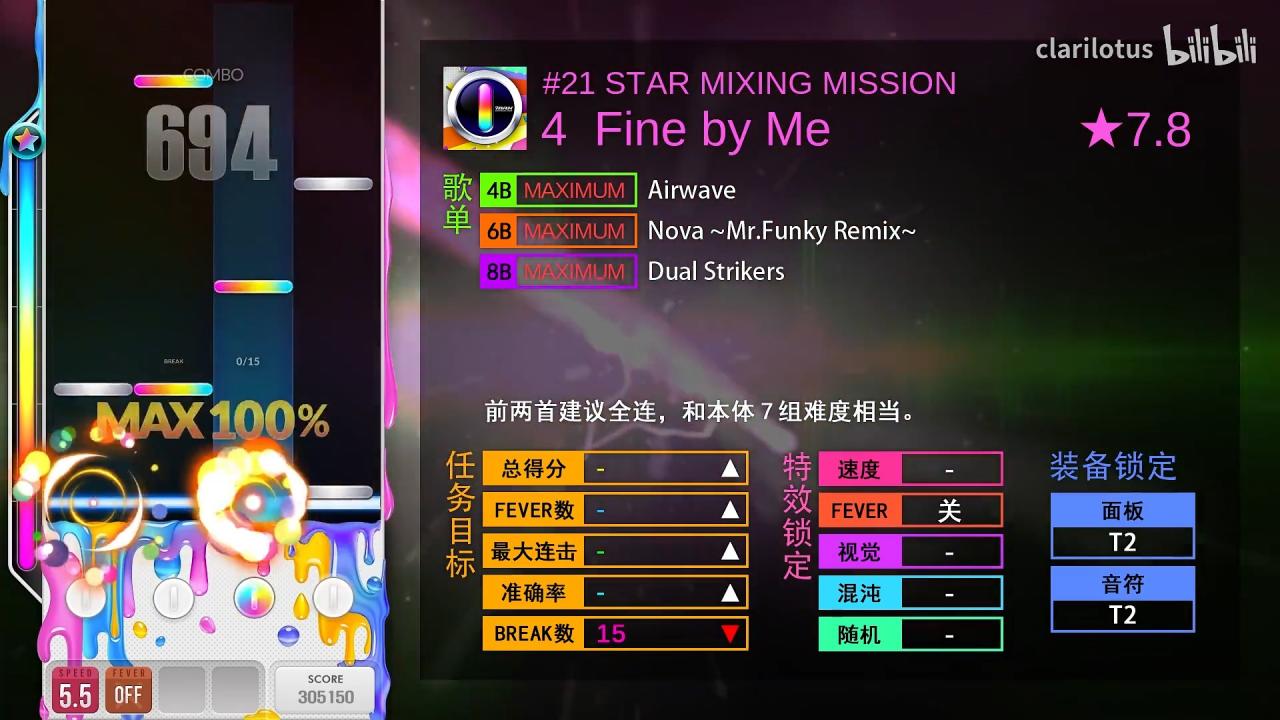 COMBO
694
BREAK 0/15
MAX 100%
SPEED
5.5
FEVER
OFF
SCORE
305150
clarilotus bilibili
#21 STAR MIXING MISSION
4 Fine by Me
★7.8
歌单
4B MAXIMUM Airwave
6B MAXIMUM Nova ~Mr.Funky Remix~
8B MAXIMUM Dual Strikers
前两首建议全连，和本体7组难度相当。
任务目标
总得分 - ▲
FEVER数 - ▲
最大连击 - ▲
准确率 - ▲
BREAK数 15 ▼
特效锁定
速度 -
FEVER 关
视觉 -
混沌 -
随机 -
装备锁定
面板
T2
音符
T2